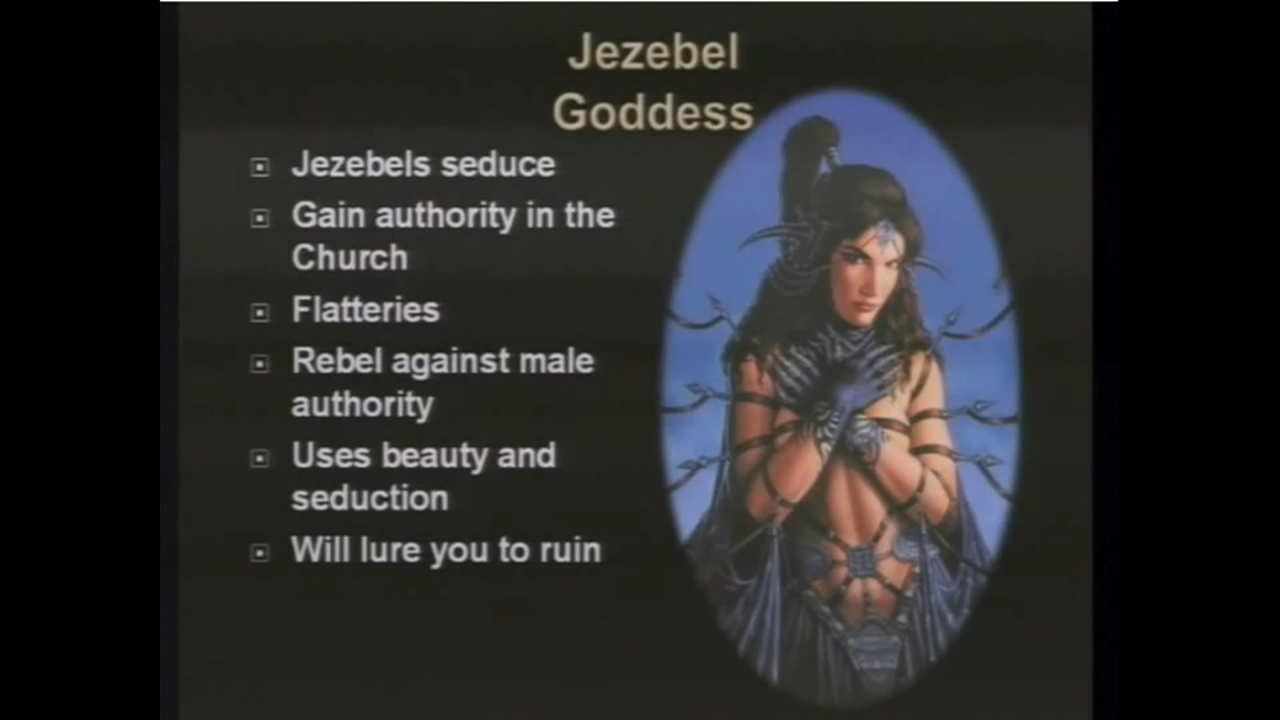 Jezebel
Goddess
Jezebels seduce
Gain authority in the
Church
Flatteries
Rebel against male
authority
Uses beauty and
seduction
Will lure you to ruin